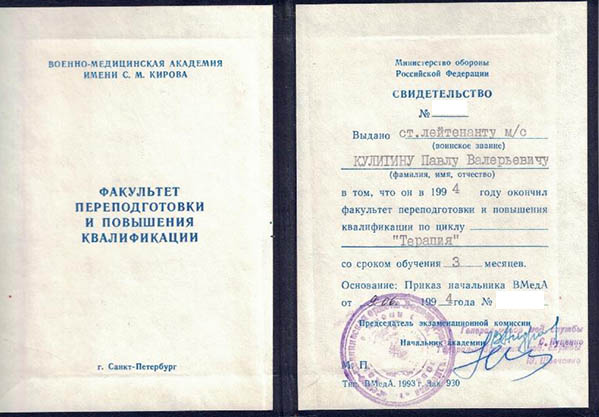 ВОЕННО-МЕДИЦИНСКАЯ АКАДЕМИЯ
ИМЕНИ С. М. КИРОВА
ФАКУЛЬТЕТ
ПЕРЕПОДГОТОВКИ
И ПОВЫШЕНИЯ
КВАЛИФИКАЦИИ
г. Санкт-Петербург
Министерство обороны
Российской Федерации
СВИДЕТЕЛЬСТВО
№
Выдано ст.лейтенанту м/с
(воинское звание)
КУЛИТИНУ Павлу Валерьевичу
(фамилия, имя, отчество)
в том, что он в 1994 году окончил
факультет переподготовки и повышения
квалификации по циклу
"Терапия"
со сроком обучения 3 месяцев.
Основание: Приказ начальника ВМедА
от 1994 года №
Председатель экзаменационной комиссии
Начальник академии
М. П.
Тип. ВМедА. 1993 г. Зак. 930